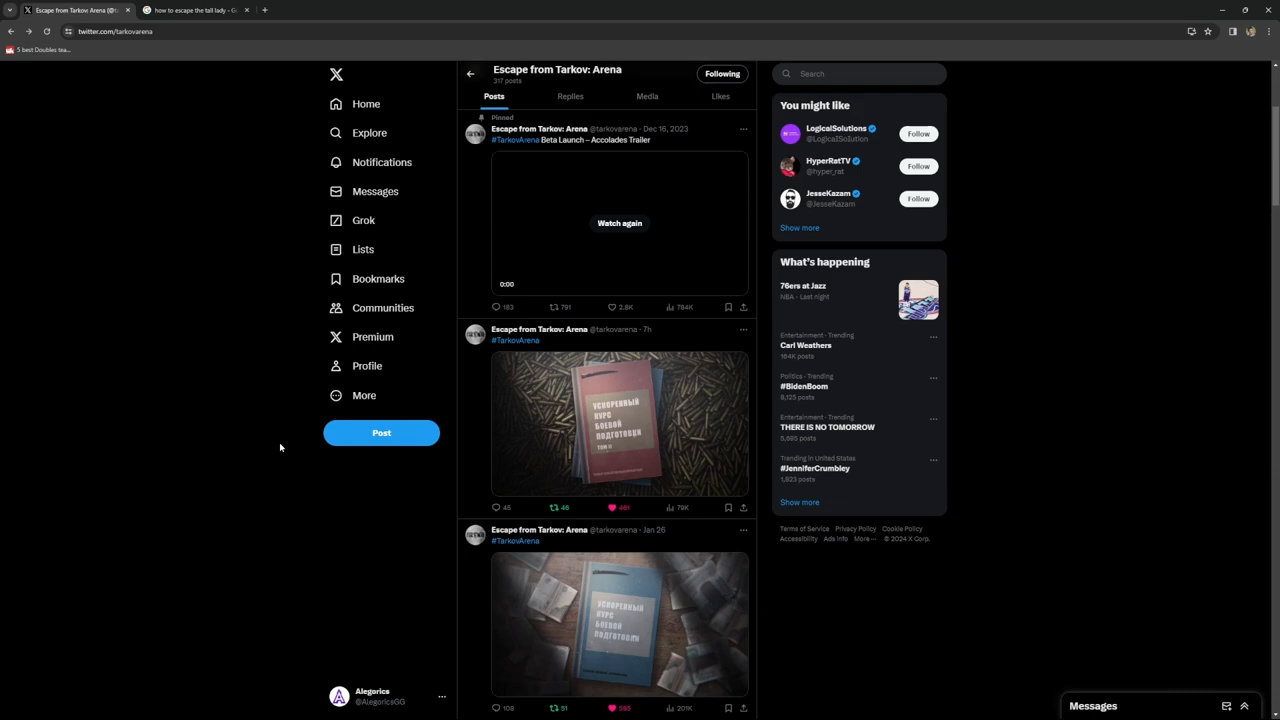 Escape from Tarkov: Arena (@ta
how to escape the tall lady - Go
twitter.com/tarkovarena
5 best Doubles tea...
Home
Explore
Notifications
Messages
Grok
Lists
Bookmarks
Communities
Premium
Profile
More
Post
Alegorics
@AlegoricsGG
Escape from Tarkov: Arena
317 posts
Following
Posts
Replies
Media
Likes
Pinned
Escape from Tarkov: Arena @tarkovarena · Dec 16, 2023
#TarkovArena Beta Launch – Accolades Trailer
Watch again
0:00
183 791 2.8K 784K
Escape from Tarkov: Arena @tarkovarena · 7h
#TarkovArena
УСКОРЕННЫЙ
КУРС
БОЕВОЙ
ПОДГОТОВКИ
ТОМ II
45 46 461 79K
Escape from Tarkov: Arena @tarkovarena · Jan 26
#TarkovArena
УСКОРЕННЫЙ
КУРС
БОЕВОЙ
ПОДГОТОВКИ
108 51 595 201K
Search
You might like
LogicalSolutions
@LogicalSolution
Follow
HyperRatTV
@hyper_rat
Follow
JesseKazam
@JesseKazam
Follow
Show more
What's happening
76ers at Jazz
NBA · Last night
Entertainment · Trending
Carl Weathers
164K posts
Politics · Trending
#BidenBoom
8,125 posts
Entertainment · Trending
THERE IS NO TOMORROW
5,695 posts
Trending in United States
#JenniferCrumbley
1,823 posts
Show more
Terms of Service Privacy Policy Cookie Policy
Accessibility Ads info More ··· © 2024 X Corp.
Messages